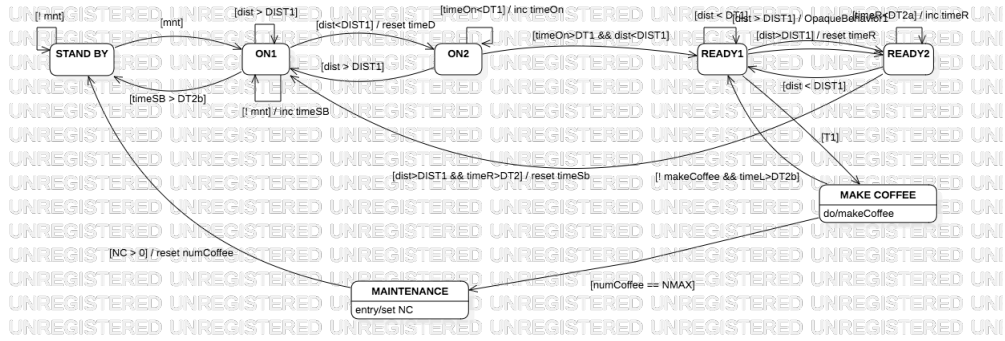 [! mnt]
[mnt]
[dist > DIST1]
[dist<DIST1] / reset timeD
[timeOn<DT1] / inc timeOn
[timeOn>DT1 && dist<DIST1]
[dist < DT1]
[dist > DIST1] / OpaqueBehavior1
[timeR<DT2a] / inc timeR
[dist>DIST1] / reset timeR
STAND BY
ON1
ON2
READY1
READY2
[dist > DIST1]
[dist < DIST1]
[timeSB > DT2b]
[! mnt] / inc timeSB
[T1]
[dist>DIST1 && timeR>DT2] / reset timeSb
[! makeCoffee && timeL>DT2b]
MAKE COFFEE
do/makeCoffee
[NC > 0] / reset numCoffee
[numCoffee == NMAX]
MAINTENANCE
entry/set NC
UNREGISTERED